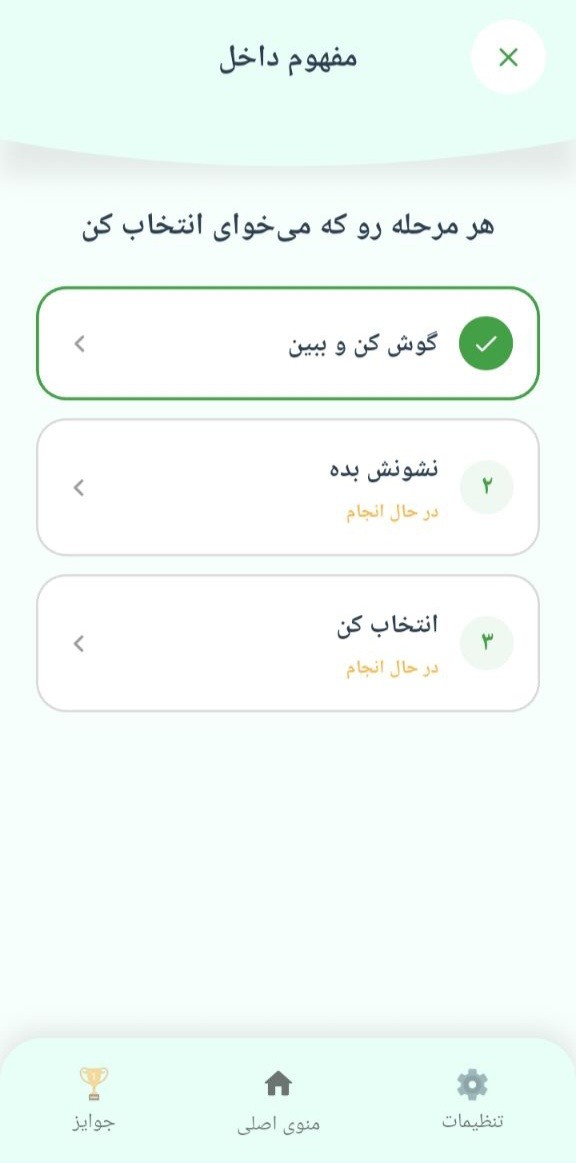 مفهوم داخل
هر مرحله رو که می‌خوای انتخاب کن
گوش کن و ببین
۲
نشونش بده
در حال انجام
۳
انتخاب کن
در حال انجام
تنظیمات
منوی اصلی
جوایز